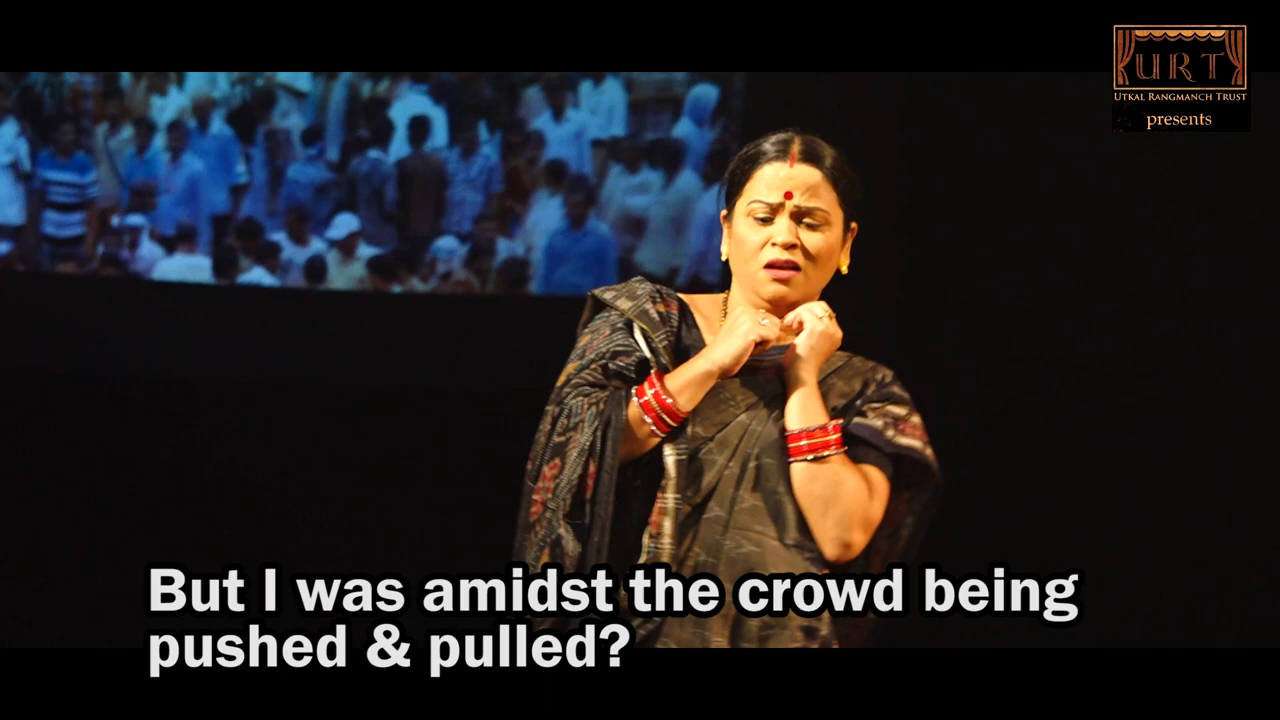 URT
UTKAL RANGMANCH TRUST
presents
But I was amidst the crowd being
pushed & pulled?